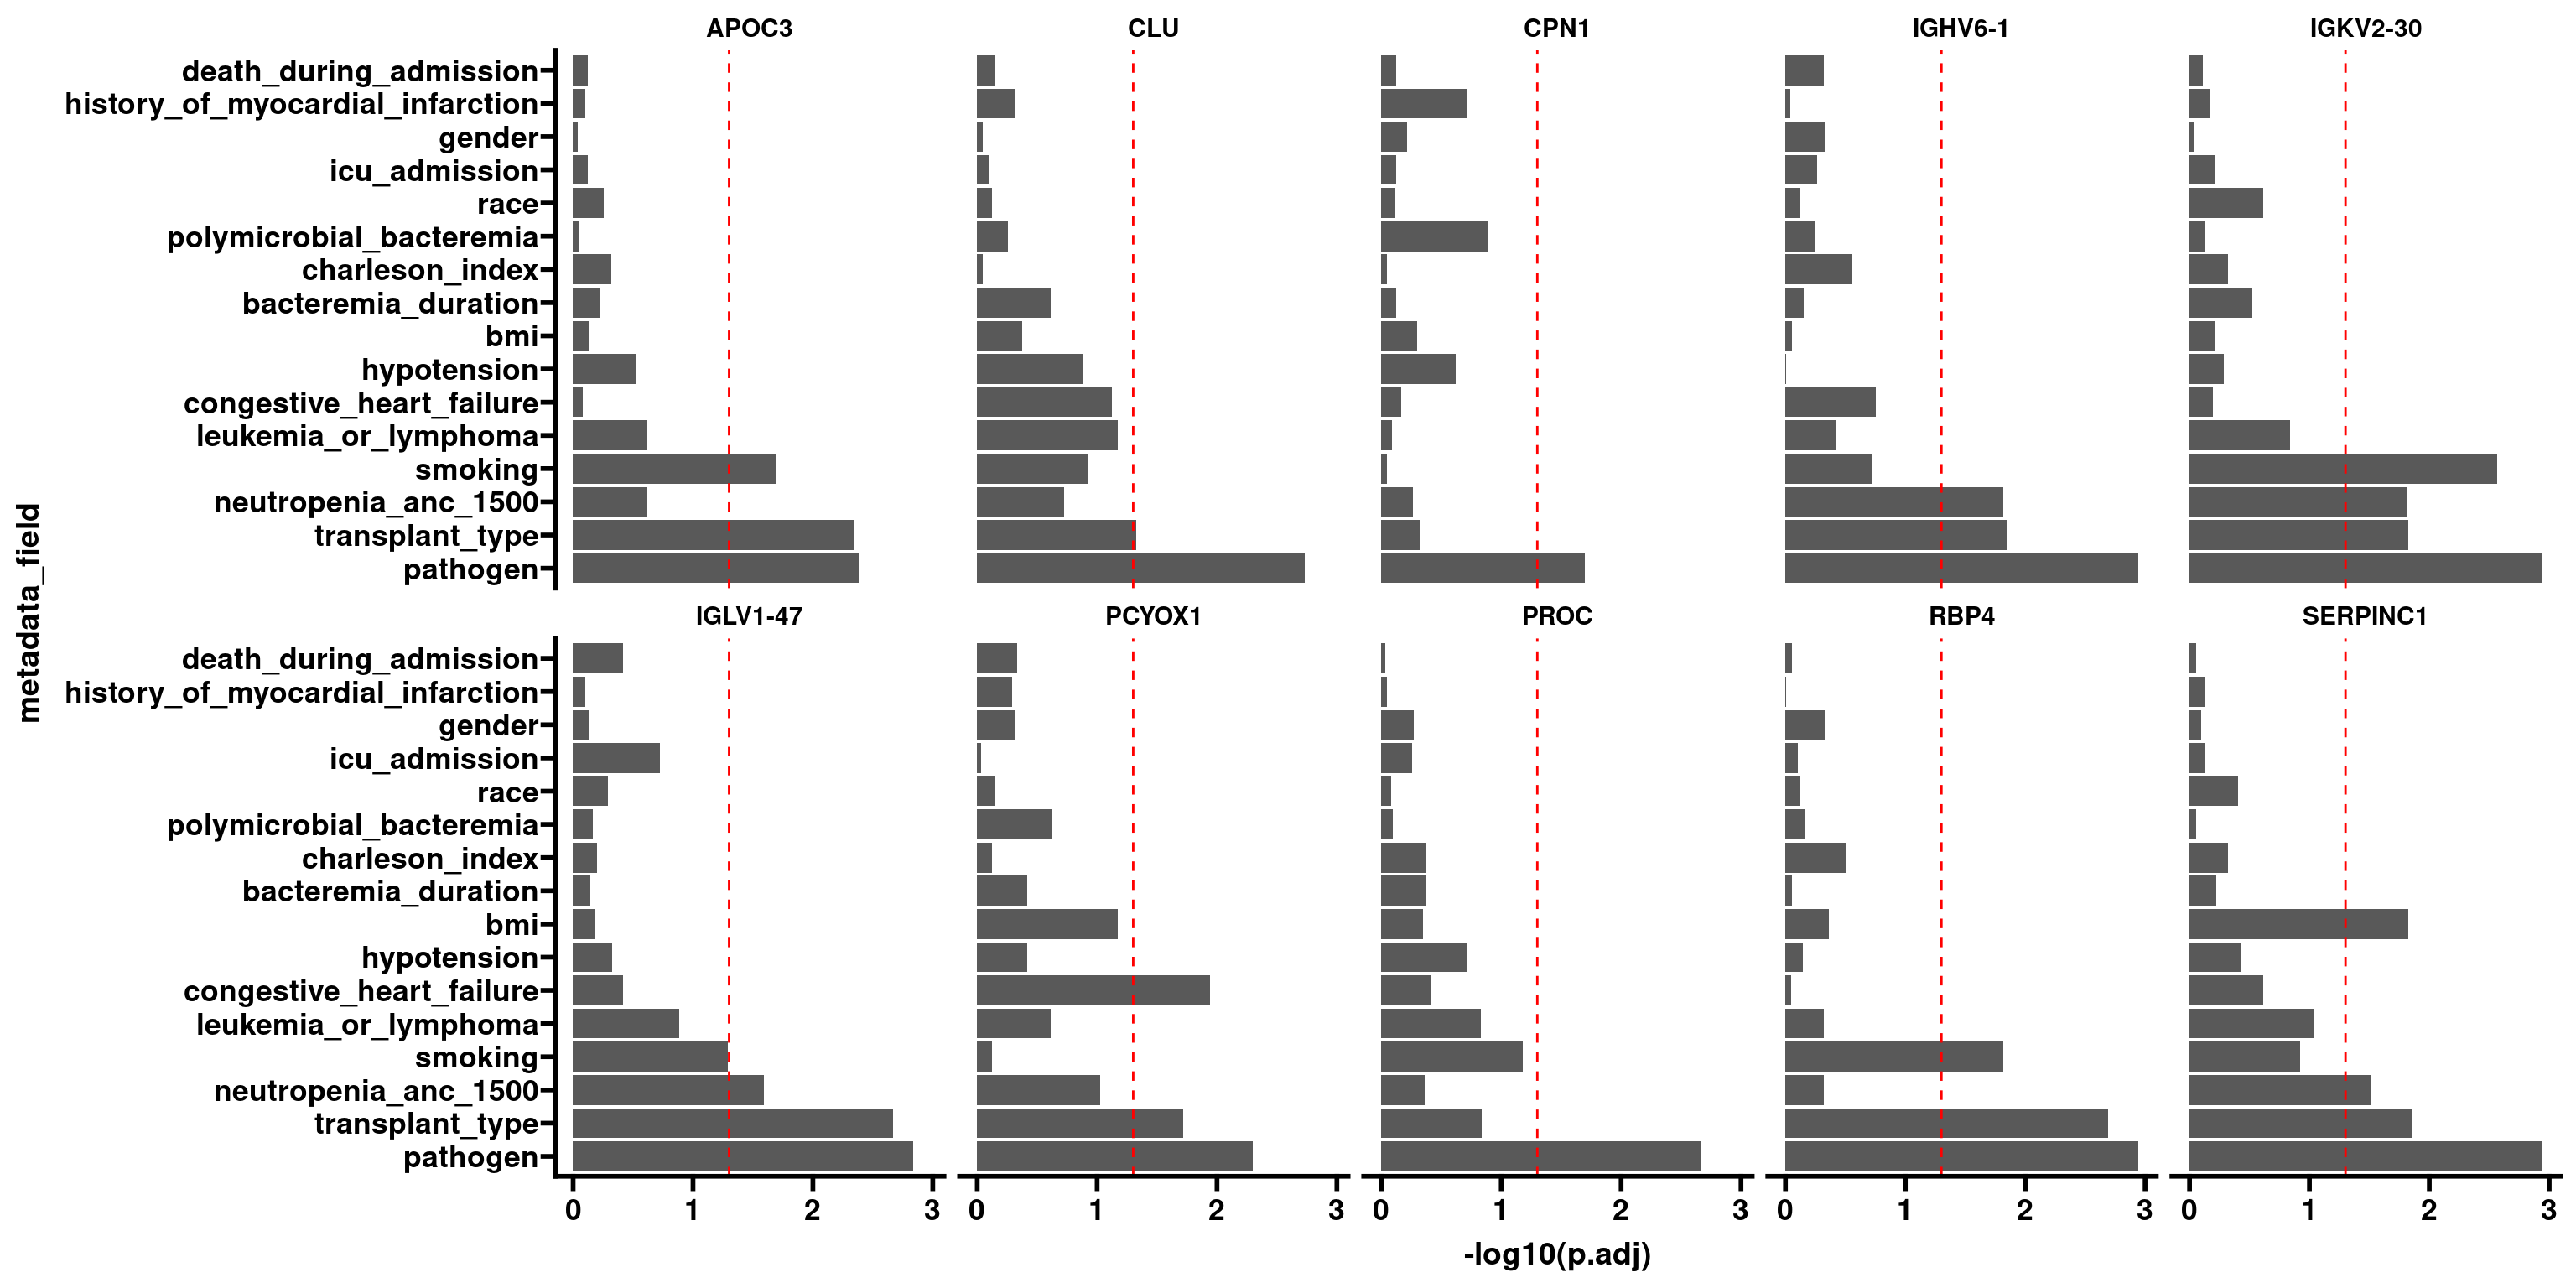 APOC3 CLU CPN1 IGHV6-1 IGKV2-30
death_during_admission
history_of_myocardial_infarction
gender
icu_admission
race
polymicrobial_bacteremia
charleson_index
bacteremia_duration
bmi
hypotension
congestive_heart_failure
leukemia_or_lymphoma
smoking
neutropenia_anc_1500
transplant_type
pathogen
metadata_field
IGLV1-47 PCYOX1 PROC RBP4 SERPINC1
death_during_admission
history_of_myocardial_infarction
gender
icu_admission
race
polymicrobial_bacteremia
charleson_index
bacteremia_duration
bmi
hypotension
congestive_heart_failure
leukemia_or_lymphoma
smoking
neutropenia_anc_1500
transplant_type
pathogen
0 1 2 3 0 1 2 3 0 1 2 3 0 1 2 3 0 1 2 3
-log10(p.adj)